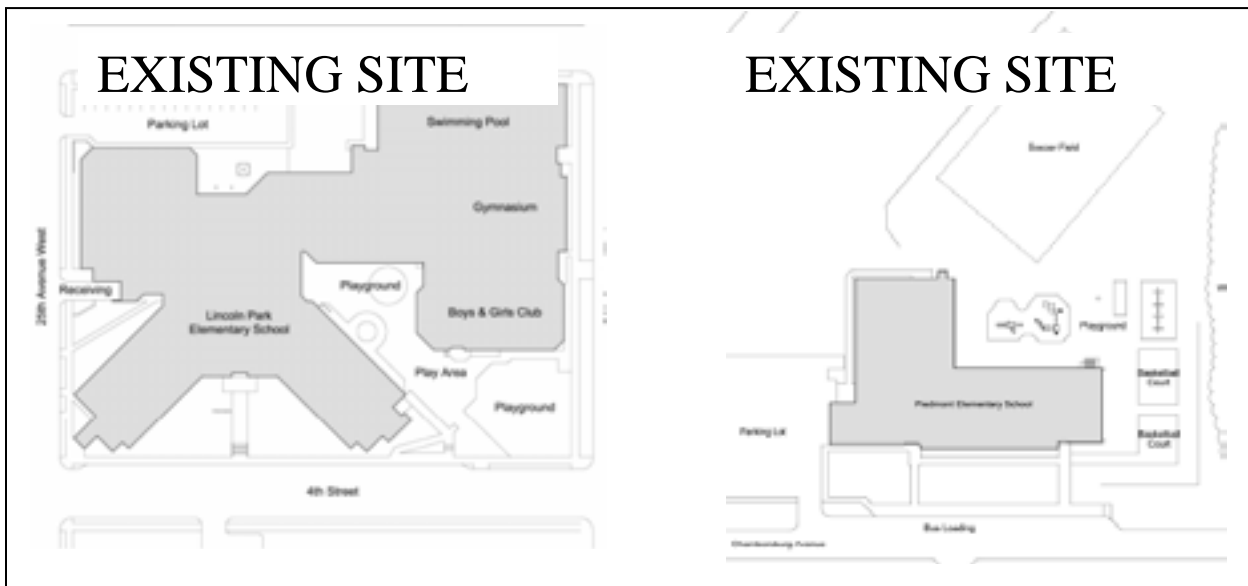 EXISTING SITE
Parking Lot
Swimming Pool
Gymnasium
25th Avenue West
Receiving
Playground
Lincoln Park
Elementary School
Boys & Girls Club
Play Area
Playground
4th Street
EXISTING SITE
Soccer Field
Playground
Basketball
Court
Piedmont Elementary School
Parking Lot
Basketball
Court
Bus Loading